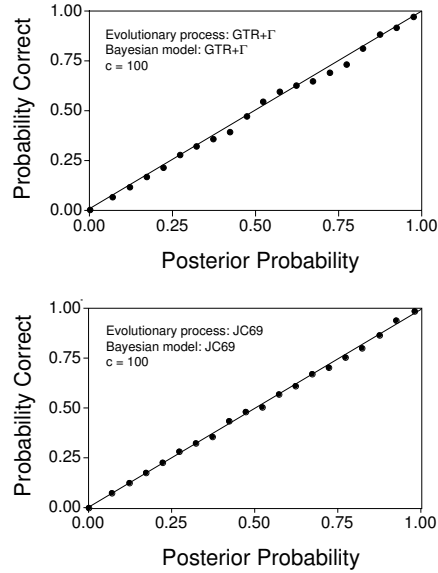 1.00
0.75
0.50
0.25
0.00
Probability Correct
Evolutionary process: GTR+Γ
Bayesian model: GTR+Γ
c = 100
0.00 0.25 0.50 0.75 1.00
Posterior Probability
1.00
0.75
0.50
0.25
0.00
Probability Correct
Evolutionary process: JC69
Bayesian model: JC69
c = 100
0.00 0.25 0.50 0.75 1.00
Posterior Probability